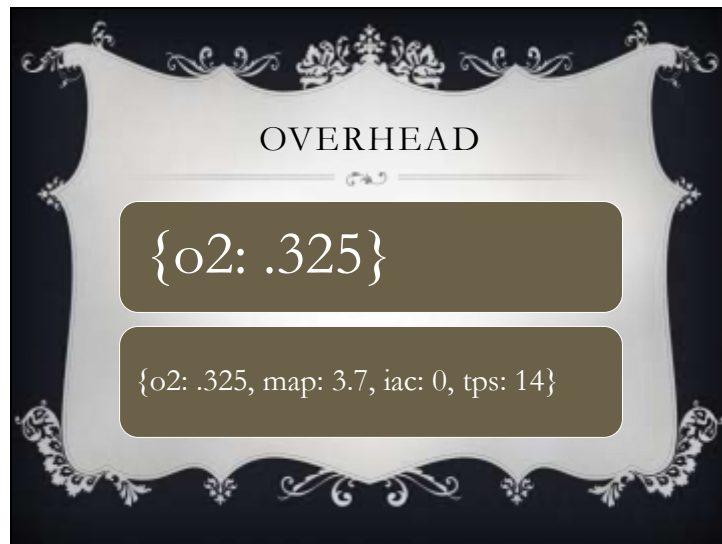 OVERHEAD
{o2: .325}
{o2: .325, map: 3.7, iac: 0, tps: 14}